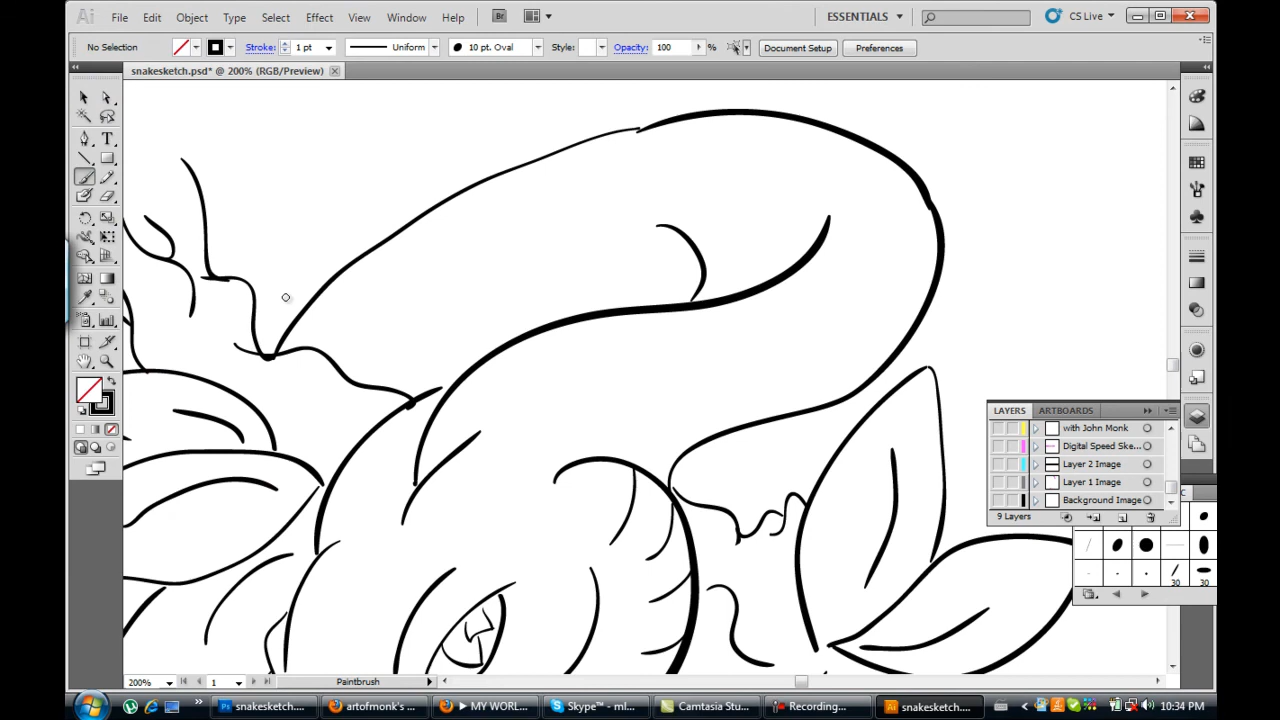 Ai File Edit Object Type Select Effect View Window Help Br ESSENTIALS CS Live
No Selection Stroke: 1 pt Uniform 10 pt. Oval Style: Opacity: 100 % Document Setup Preferences
snakesketch.psd* @ 200% (RGB/Preview)
T
LAYERS ARTBOARDS
with John Monk
Digital Speed Ske...
Layer 2 Image
Layer 1 Image
Background Image
9 Layers
C
30 30
200% 1 Paintbrush
snakesketch.... artofmonk's ... MY WORL... Skype™ - ml... Camtasia Stu... Recording... snakesketch.... 10:34 PM